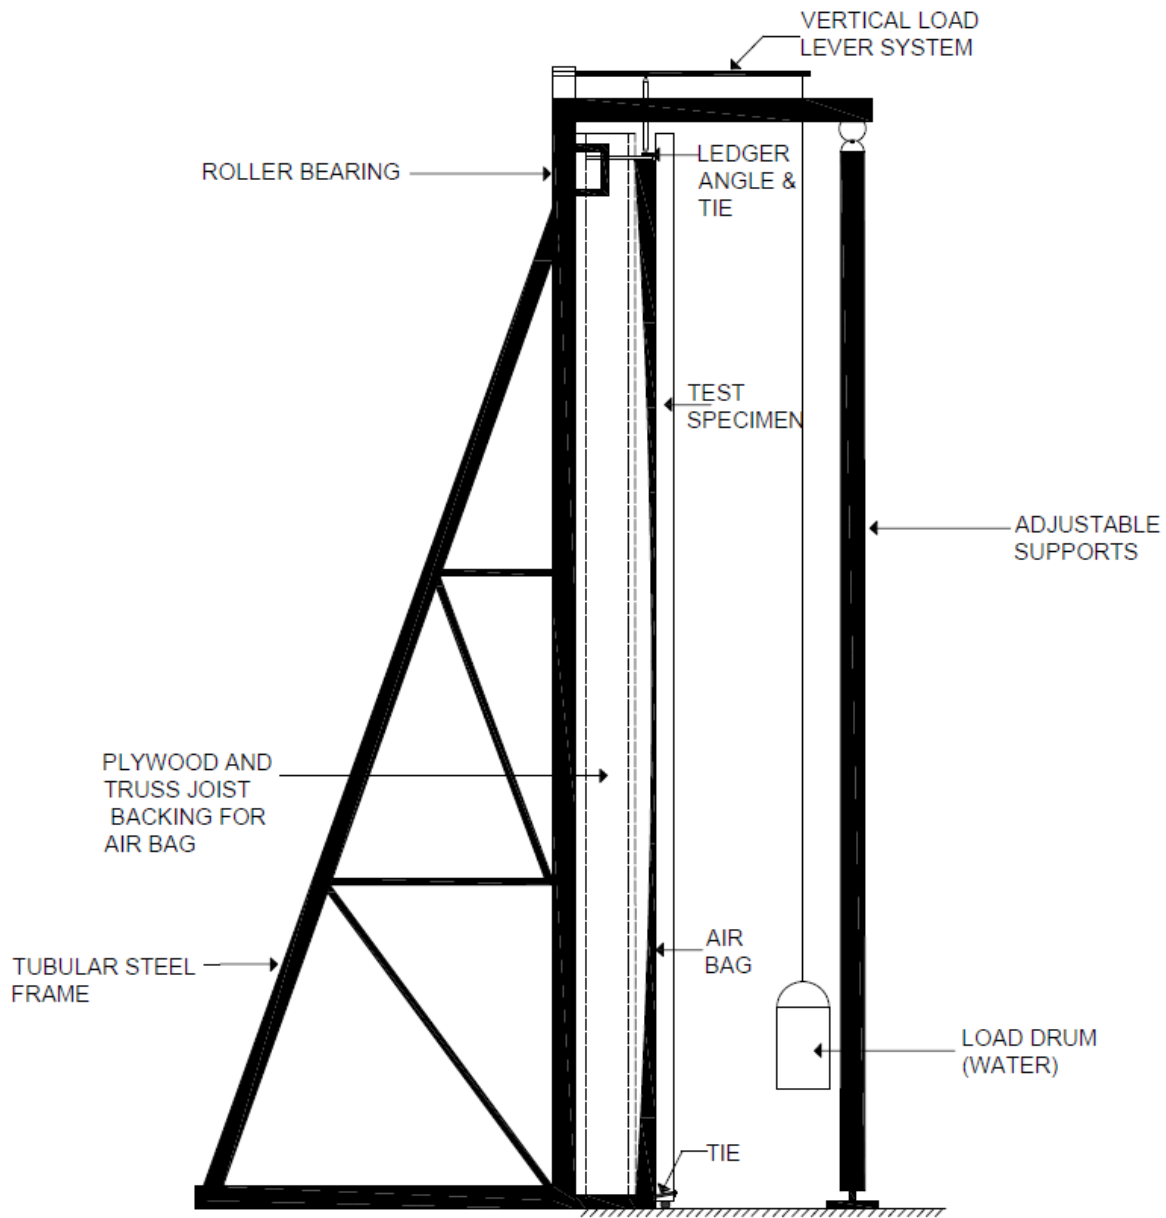 VERTICAL LOAD
LEVER SYSTEM
ROLLER BEARING
LEDGER
ANGLE &
TIE
TEST
SPECIMEN
ADJUSTABLE
SUPPORTS
PLYWOOD AND
TRUSS JOIST
BACKING FOR
AIR BAG
AIR
BAG
TUBULAR STEEL
FRAME
LOAD DRUM
(WATER)
TIE